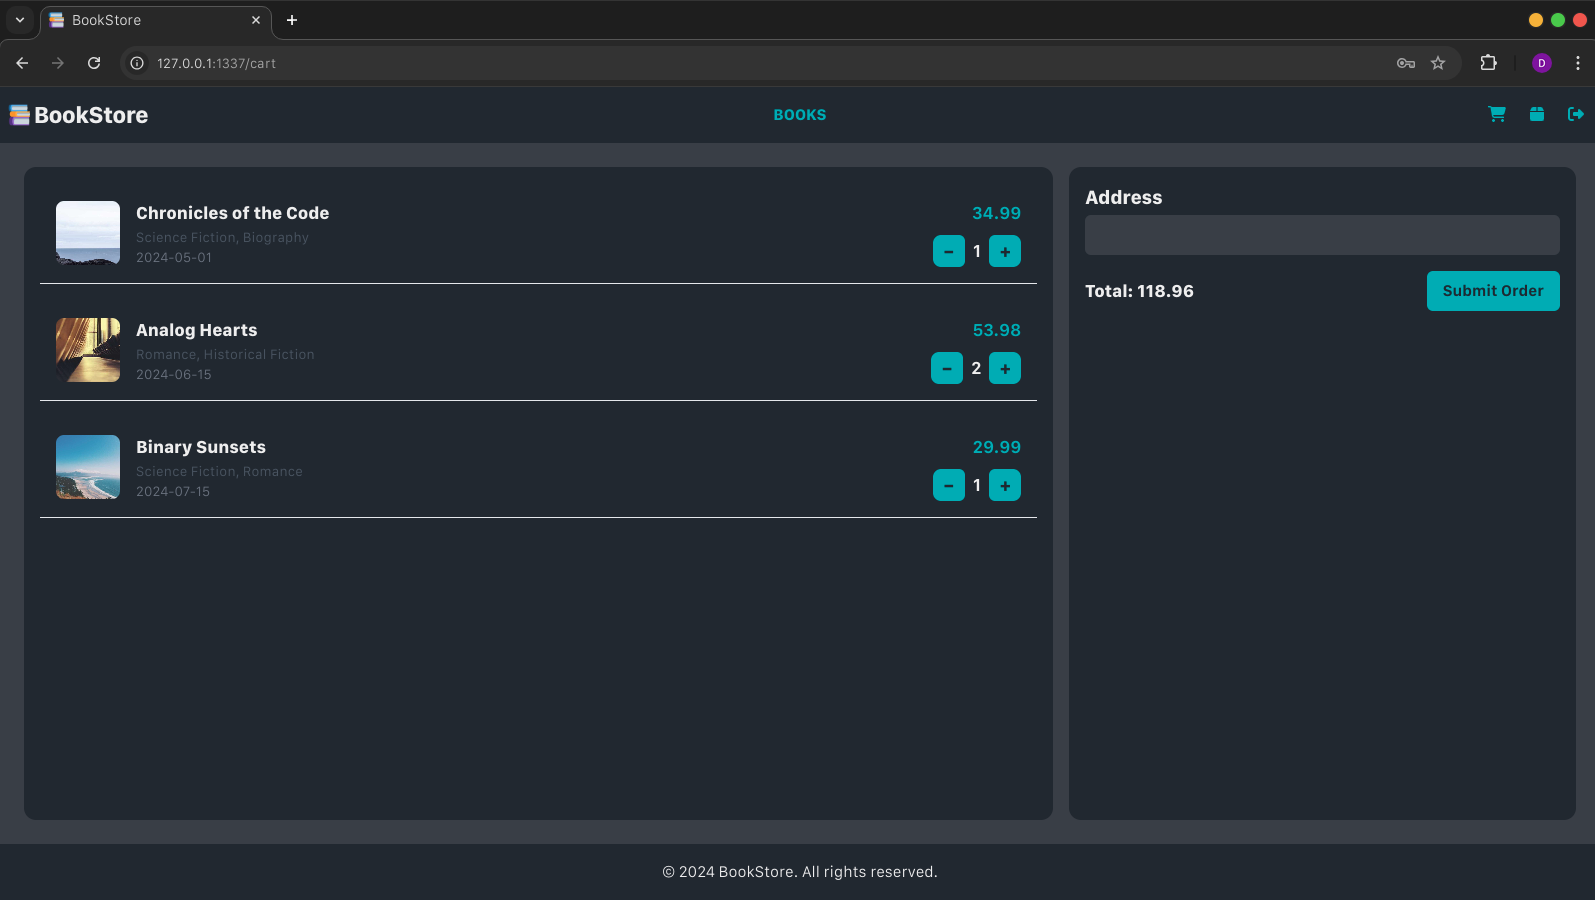 BookStore
127.0.0.1:1337/cart
D
BookStore
BOOKS
Chronicles of the Code
34.99
Science Fiction, Biography
2024-05-01
− 1 +
Analog Hearts
53.98
Romance, Historical Fiction
2024-06-15
− 2 +
Binary Sunsets
29.99
Science Fiction, Romance
2024-07-15
− 1 +
Address
Total: 118.96
Submit Order
© 2024 BookStore. All rights reserved.